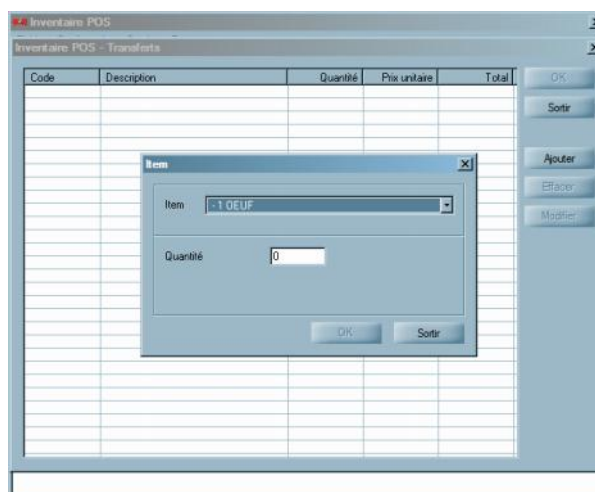 Inventaire POS
Inventaire POS - Transferts
Code Description Quantité Prix unitaire Total
OK
Sortir
Ajouter
Effacer
Modifier
Item
Item - 1 OEUF
Quantité 0
OK Sortir